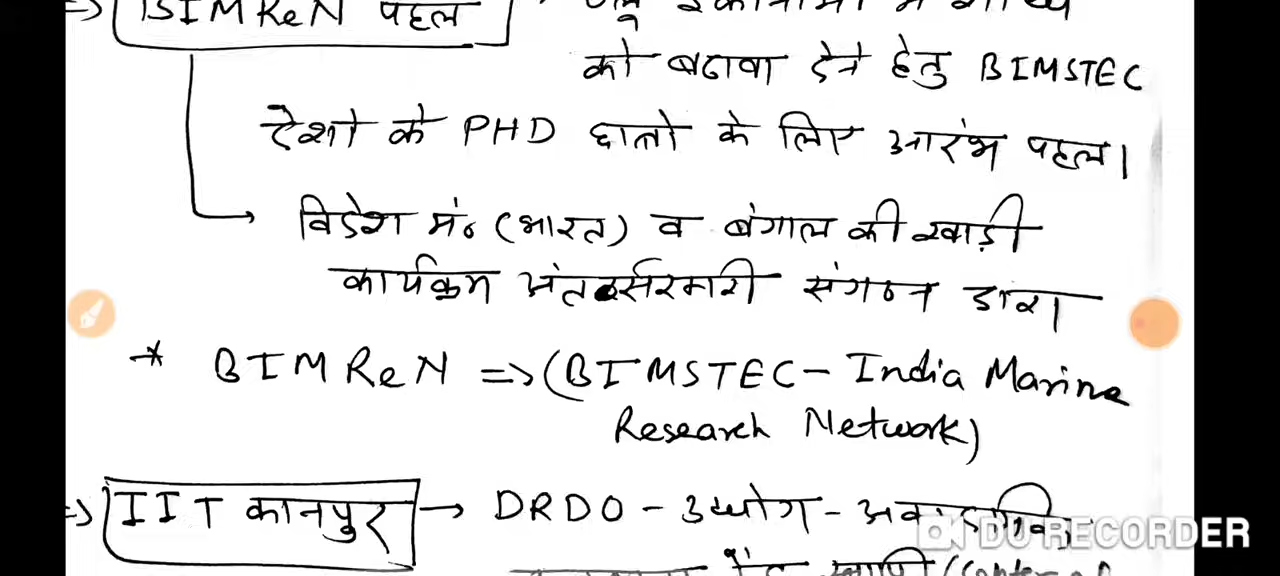 => BIMReN पहल
को बढावा देने हेतु BIMSTEC
देशो के PHD छात्रो के लिए आरंभ पहल।
विदेश मं० (भारत) व बंगाल की खाड़ी
कार्यक्रम अंतर्सरकारी संगठन द्वारा।
* BIMReN => (BIMSTEC - India Marine
Research Network)
=> IIT कानपुर → DRDO - उद्योग -
DU RECORDER